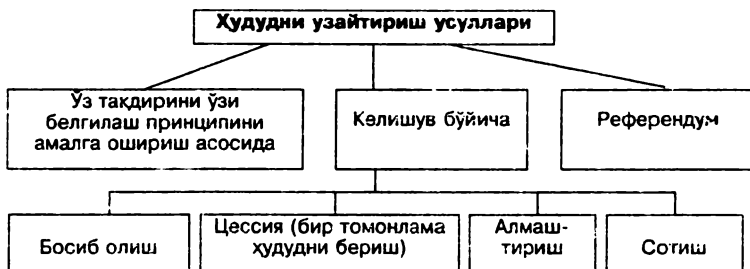 Ҳудудни узайтириш усуллари
Ўз тақдирини ўзи
белгилаш принципини
амалга ошириш асосида
Келишув бўйича
Референдум
Босиб олиш
Цессия (бир томонлама
ҳудудни бериш)
Алмаш-
тириш
Сотиш